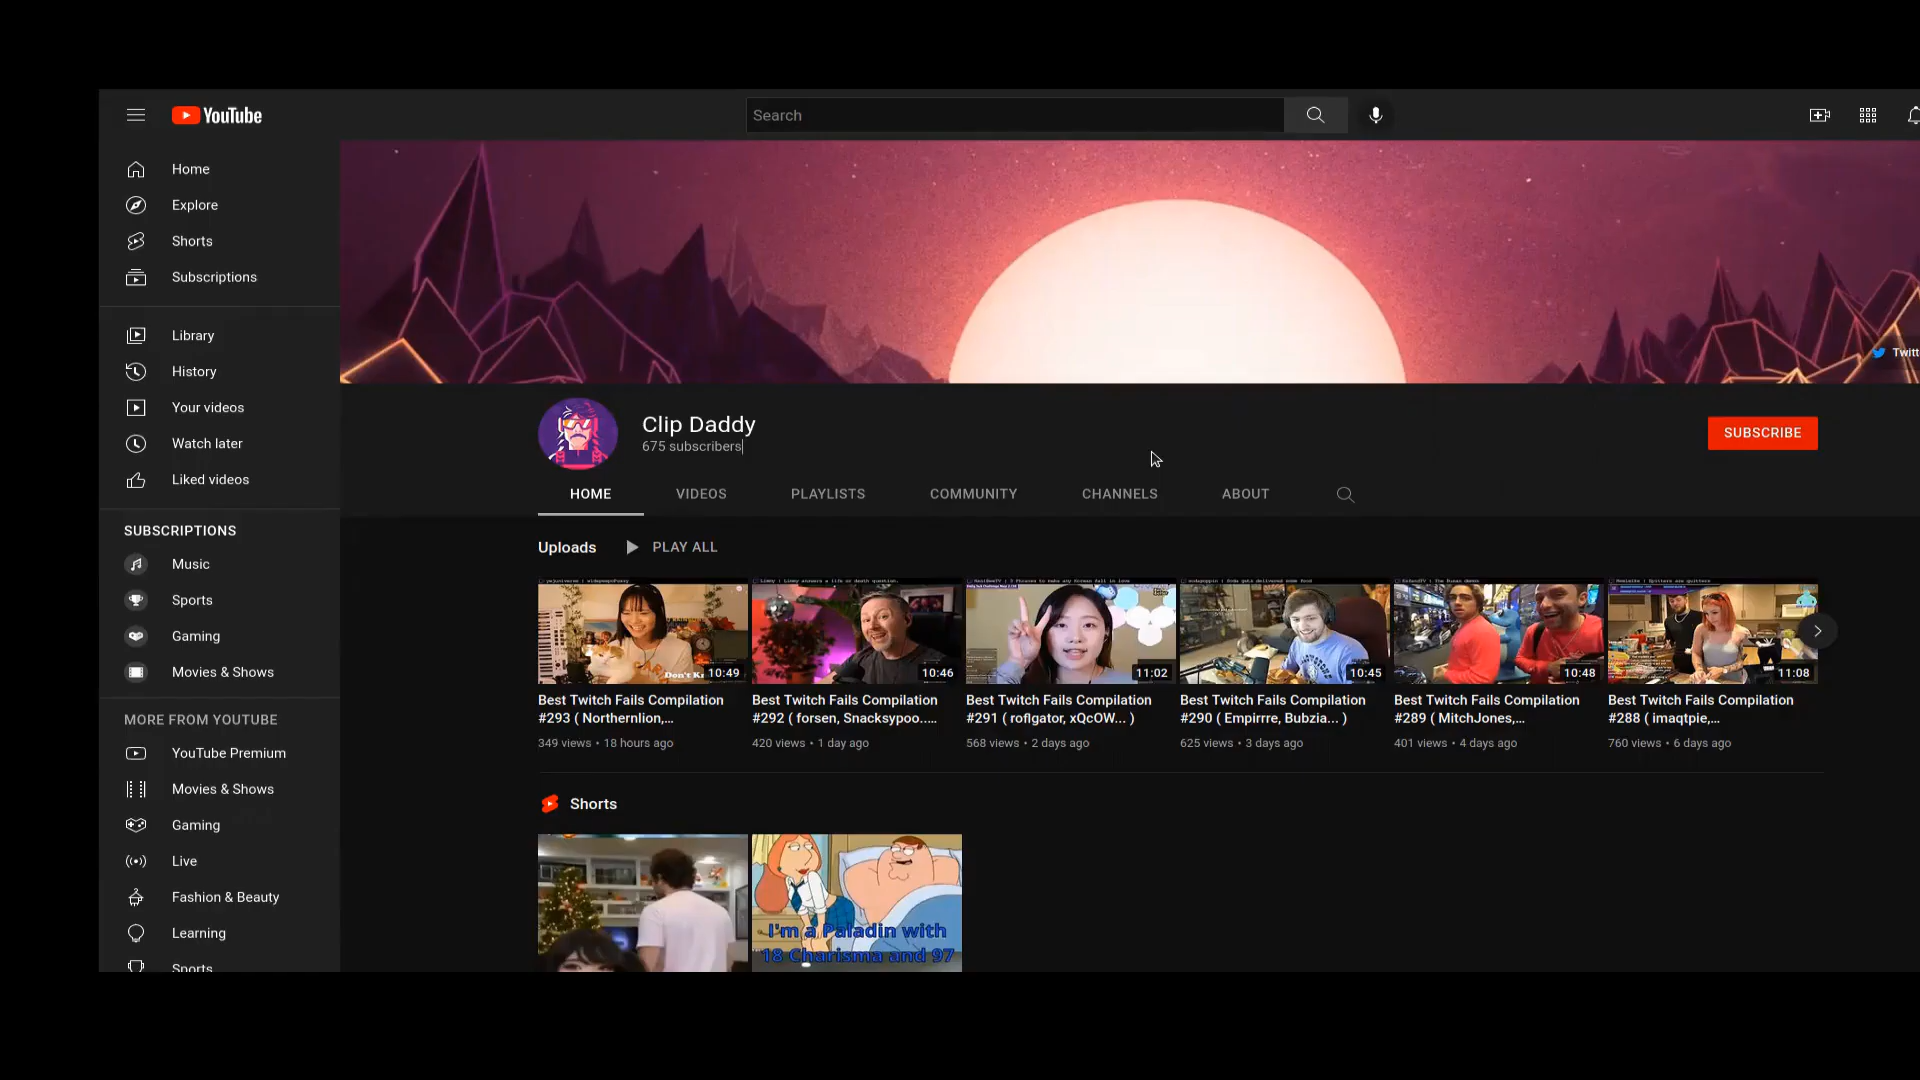 YouTube
Search
Home
Explore
Shorts
Subscriptions
Library
History
Your videos
Watch later
Liked videos
SUBSCRIPTIONS
Music
Sports
Gaming
Movies & Shows
MORE FROM YOUTUBE
YouTube Premium
Movies & Shows
Gaming
Live
Fashion & Beauty
Learning
Sports
Twitt
Clip Daddy
675 subscribers
SUBSCRIBE
HOME VIDEOS PLAYLISTS COMMUNITY CHANNELS ABOUT
Uploads PLAY ALL
10:49
Best Twitch Fails Compilation
#293 ( Northernlion,...
349 views • 18 hours ago
10:46
Best Twitch Fails Compilation
#292 ( forsen, Snacksypoo.....
420 views • 1 day ago
11:02
Best Twitch Fails Compilation
#291 ( roflgator, xQcOW... )
568 views • 2 days ago
10:45
Best Twitch Fails Compilation
#290 ( Empirrre, Bubzia... )
625 views • 3 days ago
10:48
Best Twitch Fails Compilation
#289 ( MitchJones,...
401 views • 4 days ago
11:08
Best Twitch Fails Compilation
#288 ( imaqtpie,...
760 views • 6 days ago
Shorts
I'm a Paladin with
18 Charisma and 97